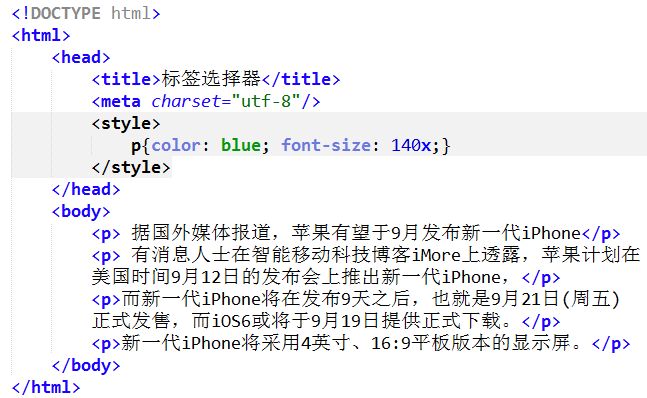 <!DOCTYPE html>
<html>
<head>
<title>标签选择器</title>
<meta charset="utf-8"/>
<style>
p{color: blue; font-size: 140x;}
</style>
</head>
<body>
<p> 据国外媒体报道，苹果有望于9月发布新一代iPhone</p>
<p> 有消息人士在智能移动科技博客iMore上透露，苹果计划在
美国时间9月12日的发布会上推出新一代iPhone，</p>
<p>而新一代iPhone将在发布9天之后，也就是9月21日(周五)
正式发售，而iOS6或将于9月19日提供正式下载。</p>
<p>新一代iPhone将采用4英寸、16:9平板版本的显示屏。</p>
</body>
</html>